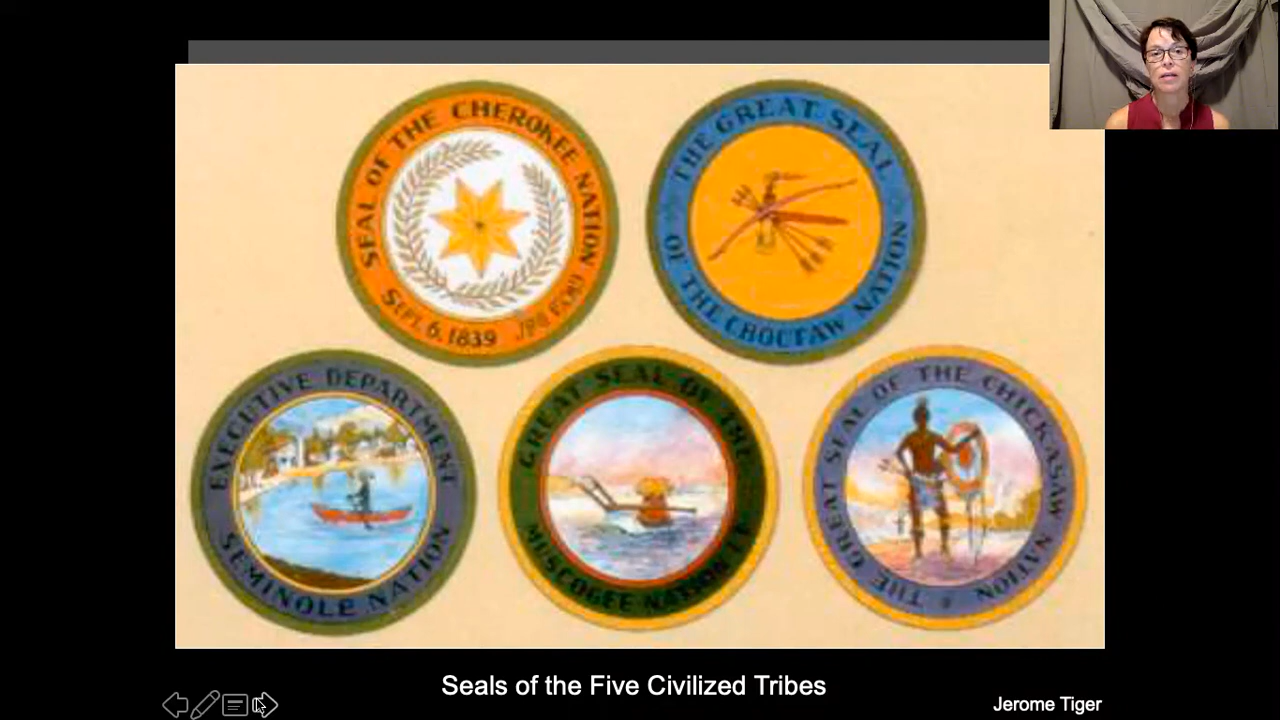 SEAL OF THE CHEROKEE NATION
SEPT. 6, 1839
THE GREAT SEAL
OF THE CHOCTAW NATION
EXECUTIVE DEPARTMENT
SEMINOLE NATION
GREAT SEAL OF THE
MUSCOGEE NATION I.T.
THE GREAT SEAL OF THE CHICKASAW NATION
Seals of the Five Civilized Tribes
Jerome Tiger